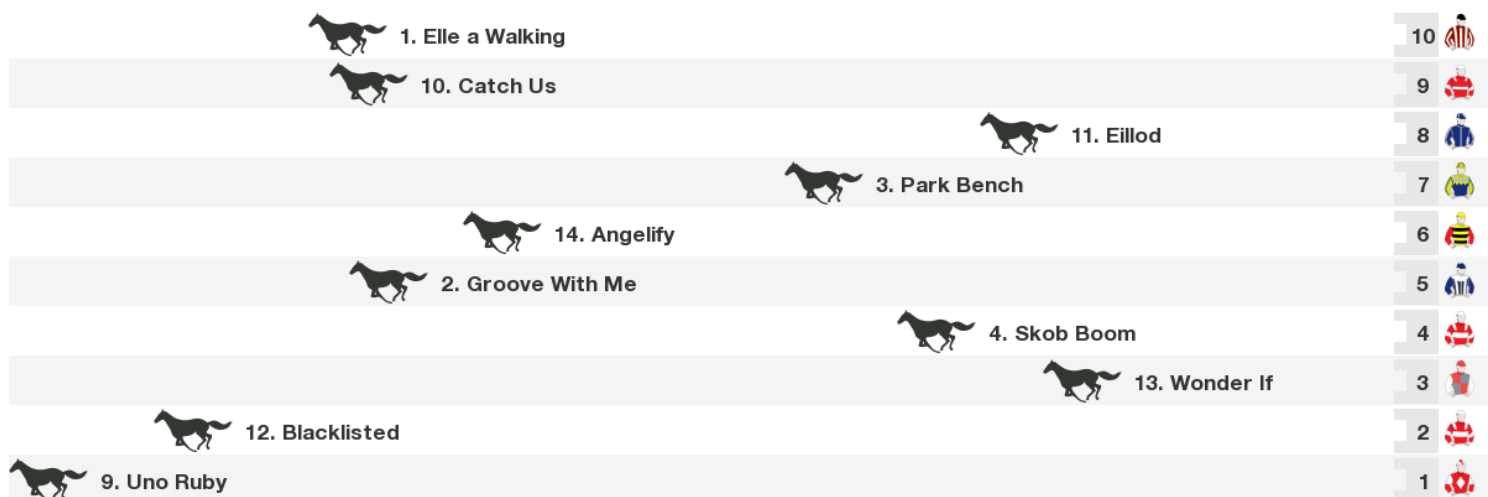 1. Elle a Walking 10
10. Catch Us 9
11. Eillod 8
3. Park Bench 7
14. Angelify 6
2. Groove With Me 5
4. Skob Boom 4
13. Wonder If 3
12. Blacklisted 2
9. Uno Ruby 1